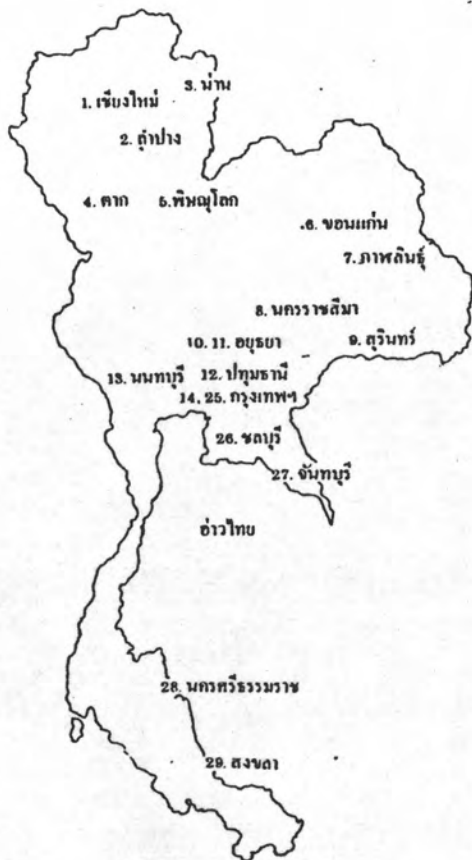 3. น่าน
1. เชียงใหม่
2. ลำปาง
4. ตาก
5. พิษณุโลก
6. ขอนแก่น
7. กาฬสินธุ์
8. นครราชสีมา
10. 11. อยุธยา
9. สุรินทร์
13. นนทบุรี
12. ปทุมธานี
14, 25. กรุงเทพฯ
26. ชลบุรี
27. จันทบุรี
อ่าวไทย
28. นครศรีธรรมราช
29. สงขลา